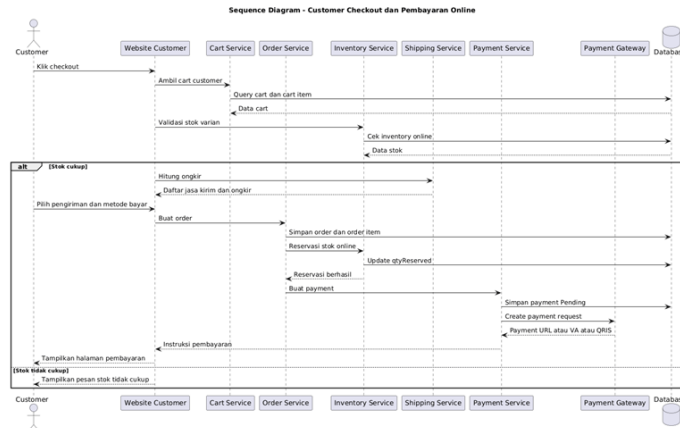 Sequence Diagram - Customer Checkout dan Pembayaran Online
Customer
Website Customer
Cart Service
Order Service
Inventory Service
Shipping Service
Payment Service
Payment Gateway
Databas
Klik checkout
Ambil cart customer
Query cart dan cart item
Data cart
Validasi stok varian
Cek inventory online
Data stok
alt [Stok cukup]
Hitung ongkir
Daftar jasa kirim dan ongkir
Pilih pengiriman dan metode bayar
Buat order
Simpan order dan order item
Reservasi stok online
Update qtyReserved
Reservasi berhasil
Buat payment
Simpan payment Pending
Create payment request
Payment URL atau VA atau QRIS
Instruksi pembayaran
Tampilkan halaman pembayaran
[Stok tidak cukup]
Tampilkan pesan stok tidak cukup
Customer
Website Customer
Cart Service
Order Service
Inventory Service
Shipping Service
Payment Service
Payment Gateway
Databas